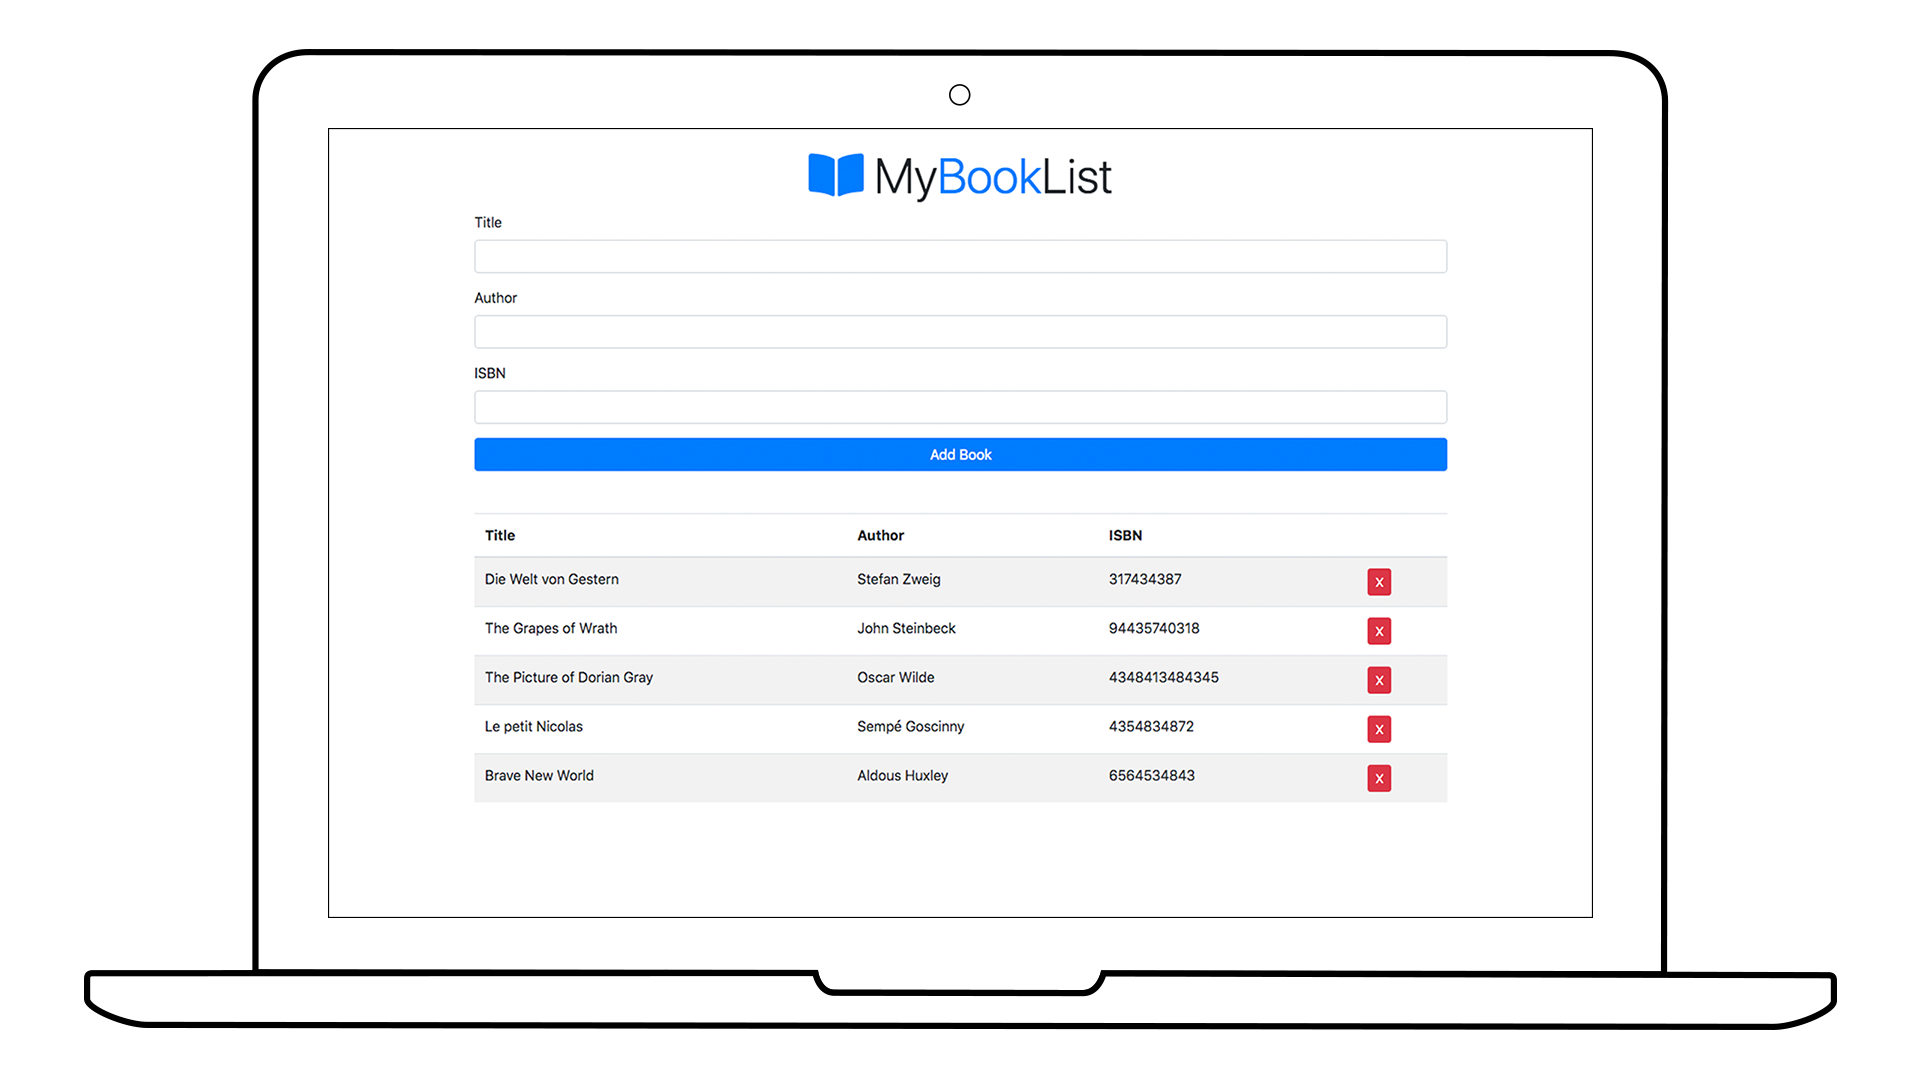 MyBookList
Title
Author
ISBN
Add Book
Title Author ISBN
Die Welt von Gestern Stefan Zweig 317434387 X
The Grapes of Wrath John Steinbeck 94435740318 X
The Picture of Dorian Gray Oscar Wilde 4348413484345 X
Le petit Nicolas Sempé Goscinny 4354834872 X
Brave New World Aldous Huxley 6564534843 X